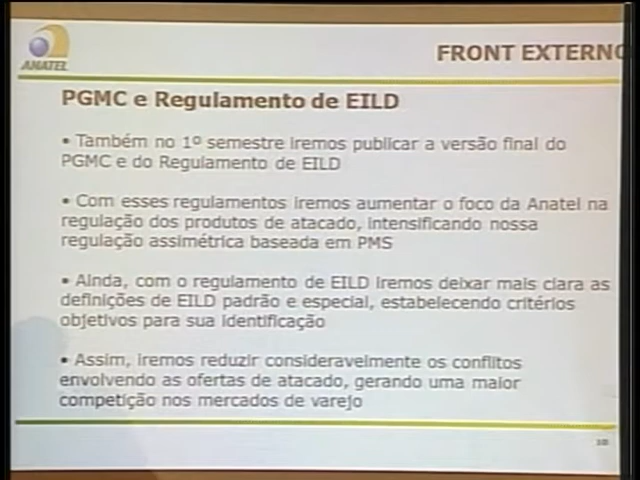 ANATEL
FRONT EXTERNO
PGMC e Regulamento de EILD
• Também no 1º semestre iremos publicar a versão final do
PGMC e do Regulamento de EILD
• Com esses regulamentos iremos aumentar o foco da Anatel na
regulação dos produtos de atacado, intensificando nossa
regulação assimétrica baseada em PMS
• Ainda, com o regulamento de EILD iremos deixar mais clara as
definições de EILD padrão e especial, estabelecendo critérios
objetivos para sua identificação
• Assim, iremos reduzir consideravelmente os conflitos
envolvendo as ofertas de atacado, gerando uma maior
competição nos mercados de varejo